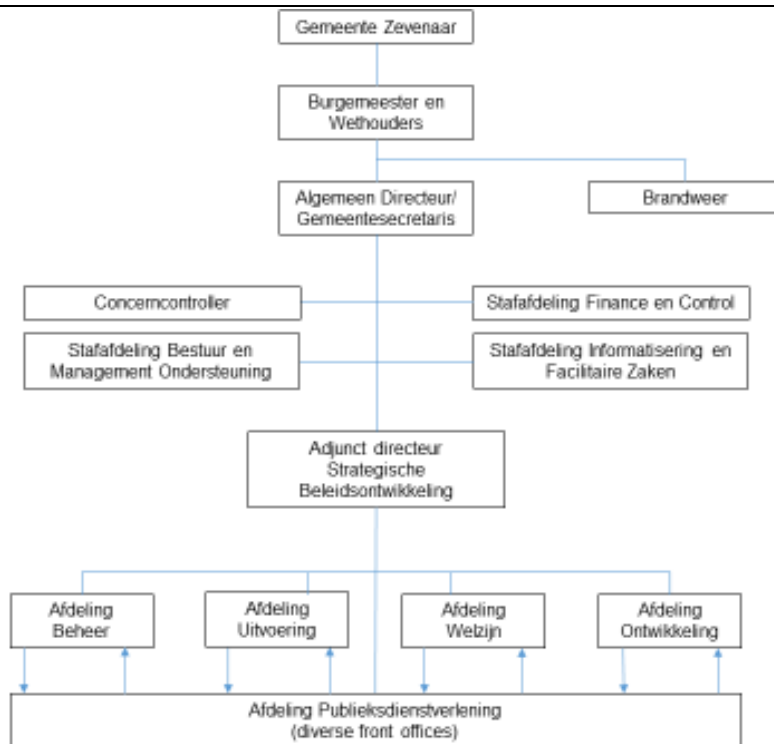 Gemeente Zevenaar
Burgemeester en
Wethouders
Algemeen Directeur/
Gemeentesecretaris
Brandweer
Concerncontroller
Stafafdeling Finance en Control
Stafafdeling Bestuur en
Management Ondersteuning
Stafafdeling Informatisering en
Facilitaire Zaken
Adjunct directeur
Strategische
Beleidsontwikkeling
Afdeling
Beheer
Afdeling
Uitvoering
Afdeling
Welzijn
Afdeling
Ontwikkeling
Afdeling Publieksdienstverlening
(diverse front offices)